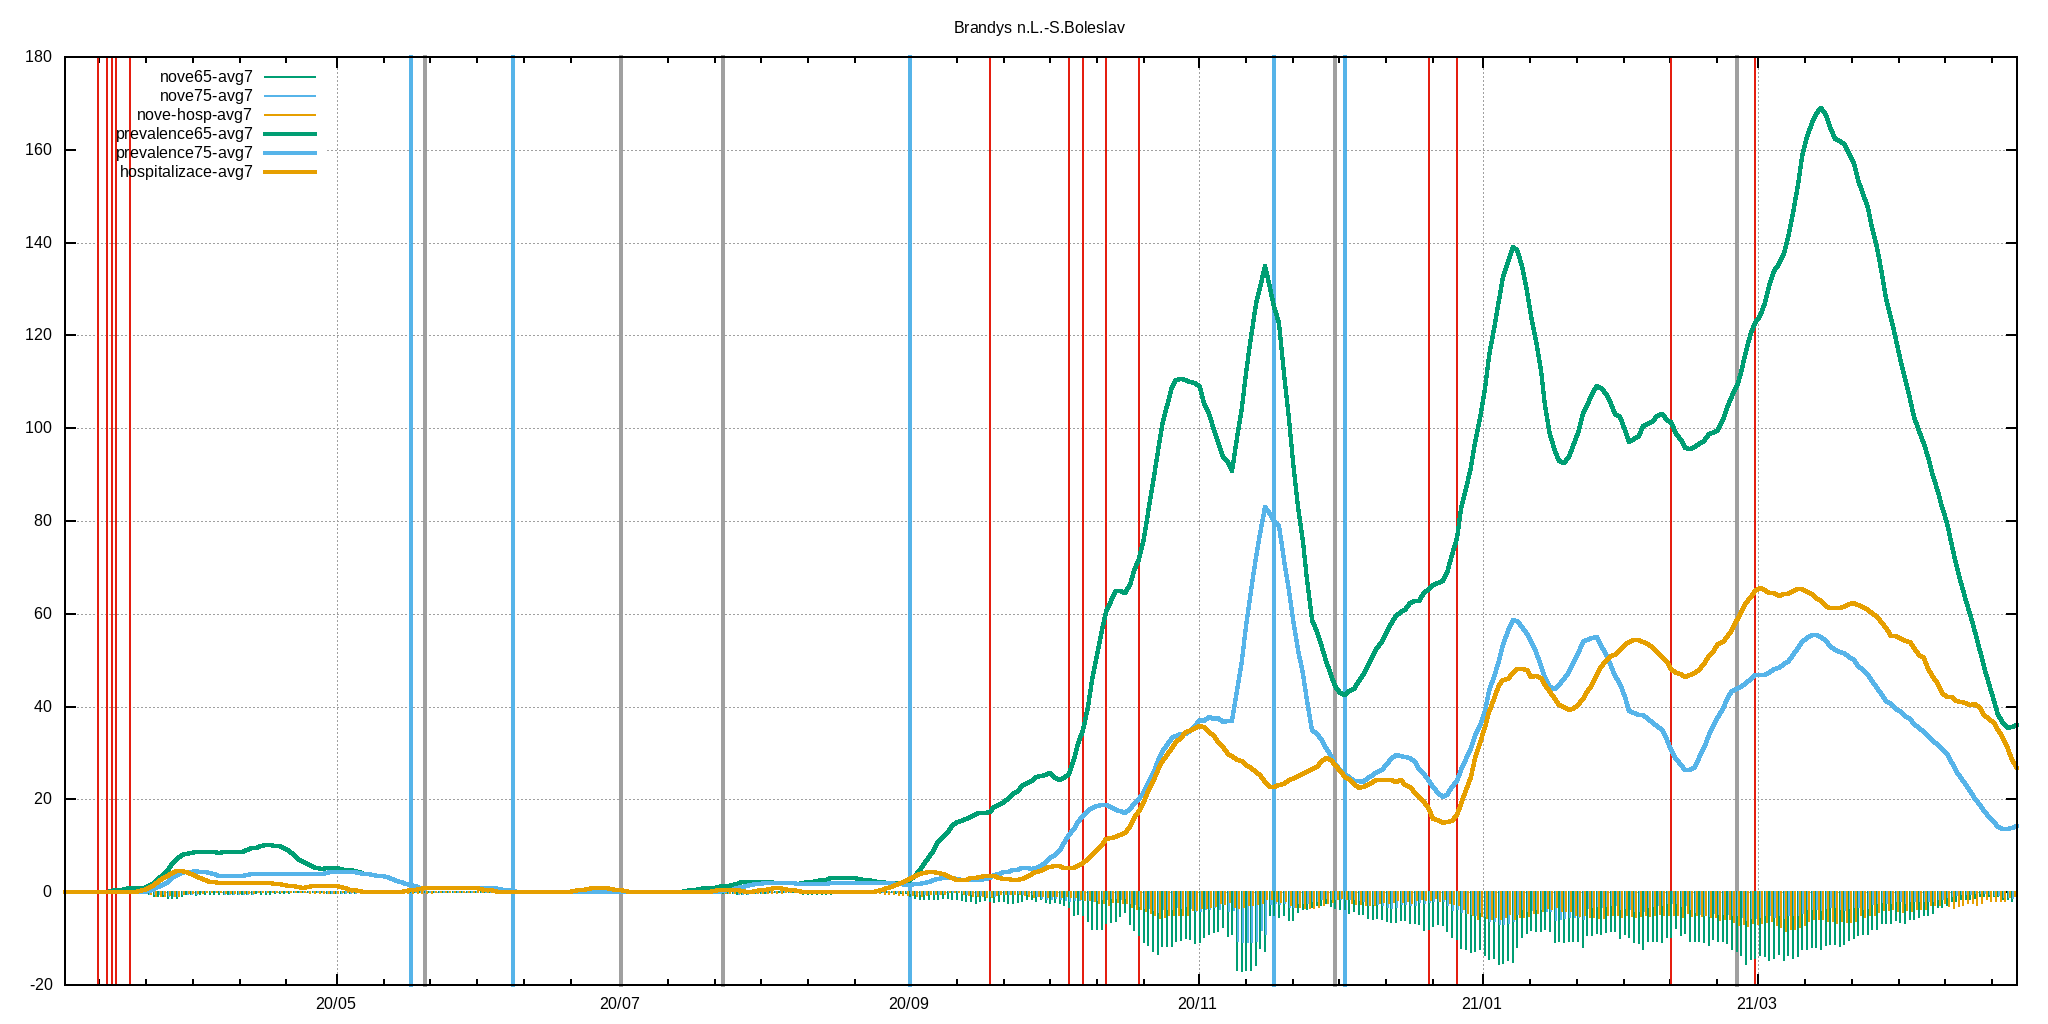 Brandys n.L.-S.Boleslav
180
160
140
120
100
80
60
40
20
0
-20
nove65-avg7
nove75-avg7
nove-hosp-avg7
prevalence65-avg7
prevalence75-avg7
hospitalizace-avg7
20/05 20/07 20/09 20/11 21/01 21/03